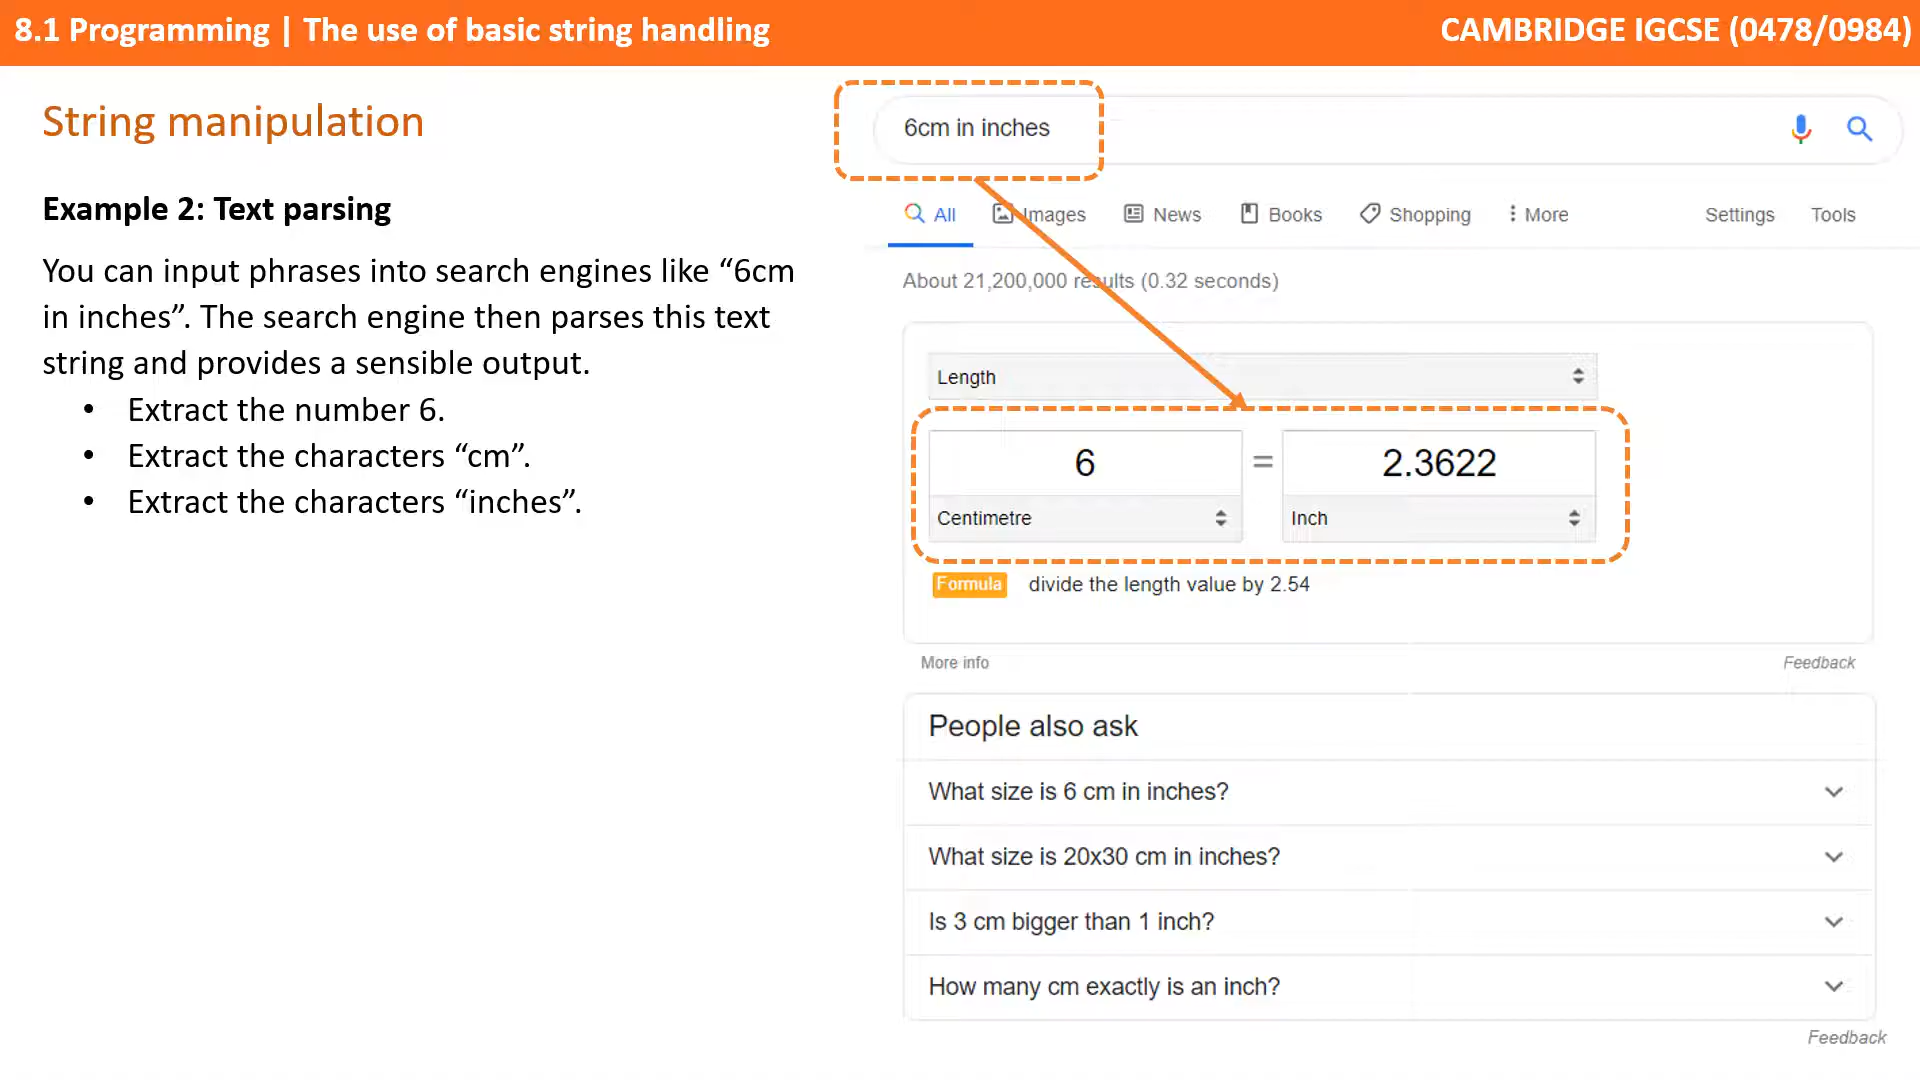 8.1 Programming | The use of basic string handling
CAMBRIDGE IGCSE (0478/0984)
String manipulation
Example 2: Text parsing
You can input phrases into search engines like “6cm
in inches”. The search engine then parses this text
string and provides a sensible output.
• Extract the number 6.
• Extract the characters “cm”.
• Extract the characters “inches”.
6cm in inches
All Images News Books Shopping More Settings Tools
About 21,200,000 results (0.32 seconds)
Length
6 = 2.3622
Centimetre Inch
Formula divide the length value by 2.54
More info Feedback
People also ask
What size is 6 cm in inches?
What size is 20x30 cm in inches?
Is 3 cm bigger than 1 inch?
How many cm exactly is an inch?
Feedback